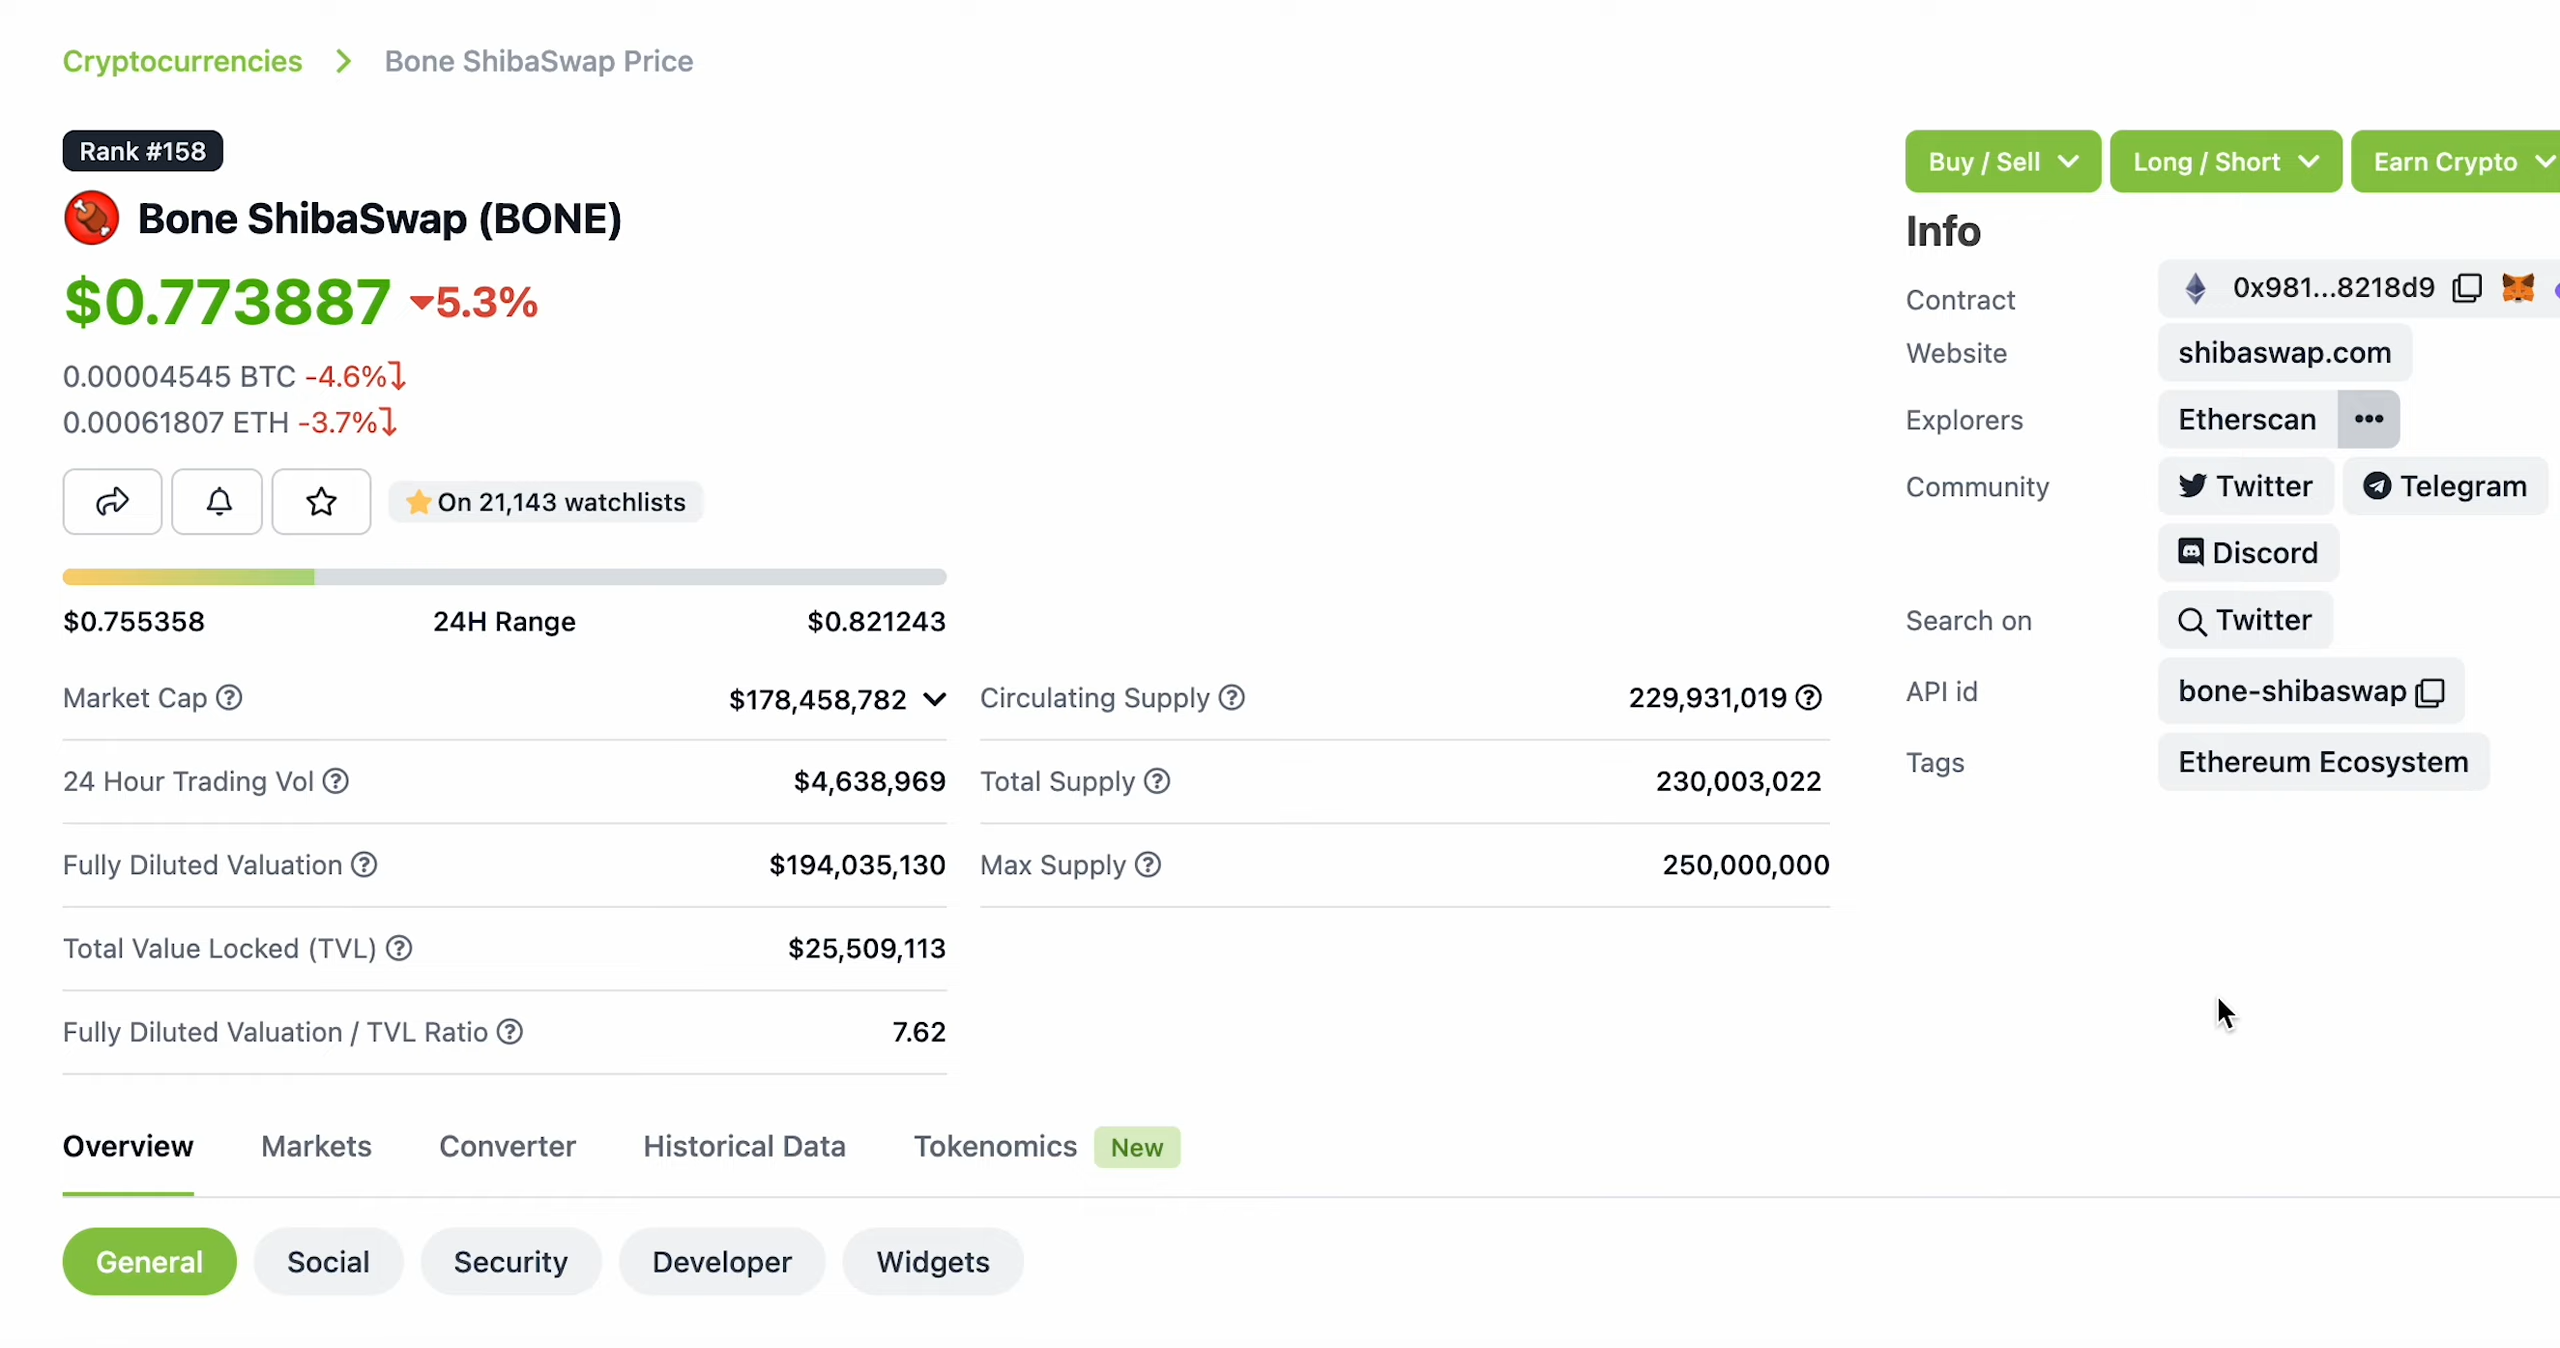 Cryptocurrencies > Bone ShibaSwap Price
Rank #158
Bone ShibaSwap (BONE)
$0.773887 5.3%
0.00004545 BTC -4.6%
0.00061807 ETH -3.7%
On 21,143 watchlists
$0.755358 24H Range $0.821243
Market Cap $178,458,782
24 Hour Trading Vol $4,638,969
Fully Diluted Valuation $194,035,130
Total Value Locked (TVL) $25,509,113
Fully Diluted Valuation / TVL Ratio 7.62
Circulating Supply 229,931,019
Total Supply 230,003,022
Max Supply 250,000,000
Buy / Sell Long / Short Earn Crypto
Info
Contract 0x981...8218d9
Website shibaswap.com
Explorers Etherscan •••
Community Twitter Telegram
Discord
Search on Twitter
API id bone-shibaswap
Tags Ethereum Ecosystem
Overview Markets Converter Historical Data Tokenomics New
General Social Security Developer Widgets